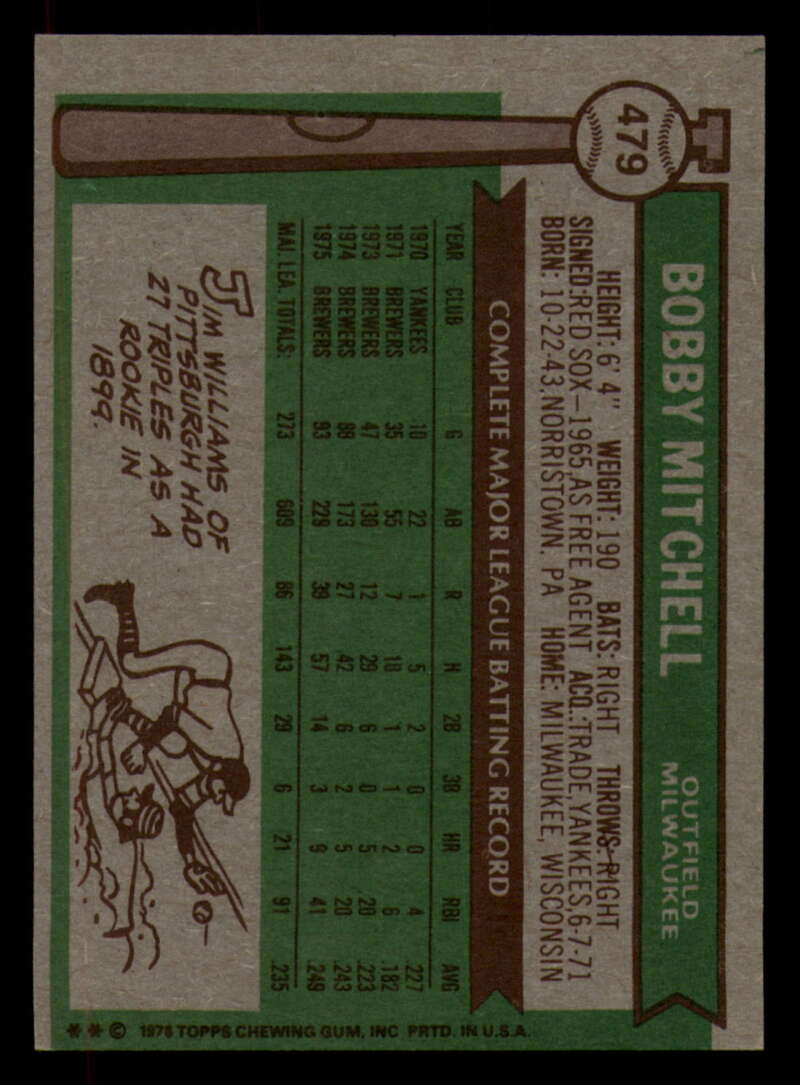 479
BOBBY MITCHELL
OUTFIELD
MILWAUKEE
HEIGHT: 6' 4" WEIGHT: 190 BATS: RIGHT THROWS: RIGHT
SIGNED: RED SOX-1965, AS FREE AGENT ACQ.: TRADE, YANKEES, 6-7-71
BORN: 10-22-43, NORRISTOWN, PA HOME: MILWAUKEE, WISCONSIN
COMPLETE MAJOR LEAGUE BATTING RECORD
YEAR CLUB G AB R H 2B 3B HR RBI AVG
1970 YANKEES 10 22 1 5 2 0 0 4 .227
1971 BREWERS 35 55 7 10 1 1 2 6 .182
1973 BREWERS 47 130 12 29 6 0 5 20 .223
1974 BREWERS 88 173 27 42 6 2 5 20 .243
1975 BREWERS 93 229 39 57 14 3 9 41 .249
MAJ. LEA. TOTALS: 273 609 86 143 29 6 21 91 .235
JIM WILLIAMS OF
PITTSBURGH HAD
27 TRIPLES AS A
ROOKIE IN
1899.
* * © 1976 TOPPS CHEWING GUM, INC PRTD. IN U.S.A.